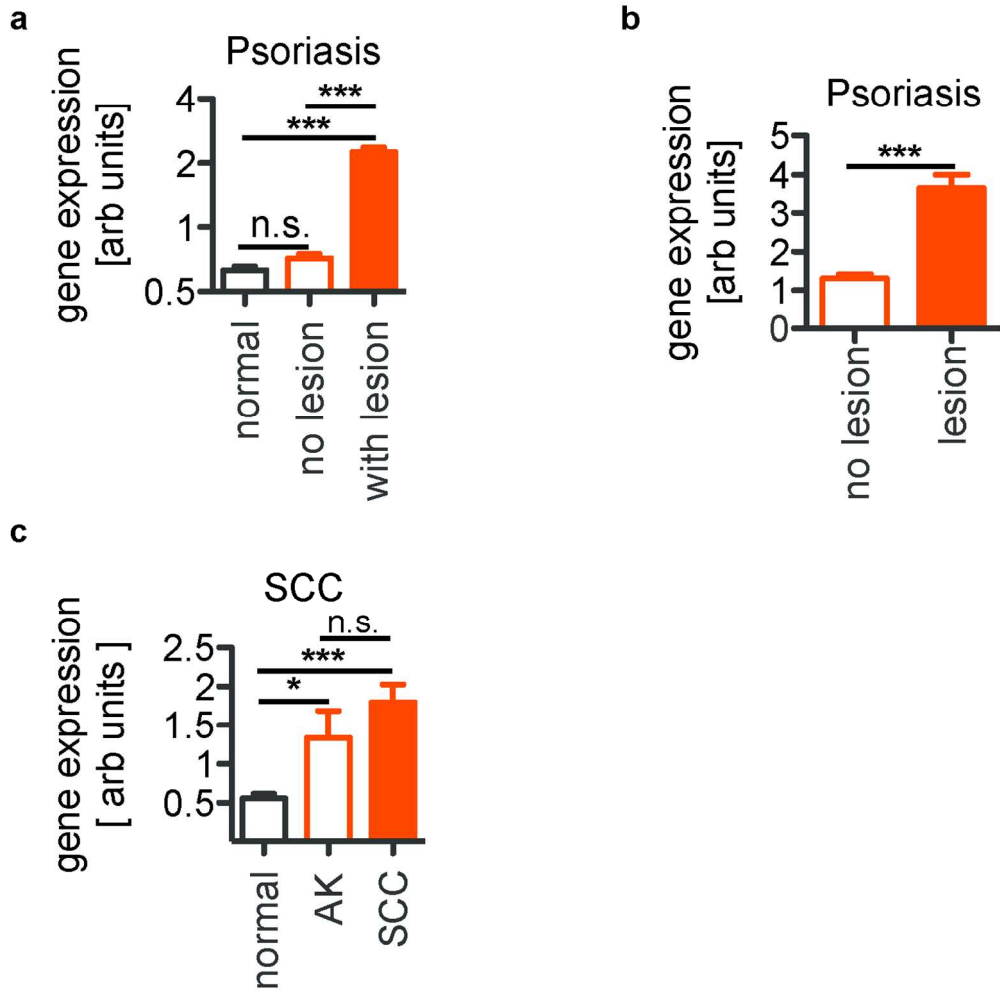 a
Psoriasis
gene expression
[arb units]
4
2
1
0.5
***
***
n.s.
normal
no lesion
with lesion
b
Psoriasis
gene expression
[arb units]
5
4
3
2
1
0
***
no lesion
lesion
c
SCC
gene expression
[ arb units ]
2.5
2
1.5
1
0.5
n.s.
***
*
normal
AK
SCC